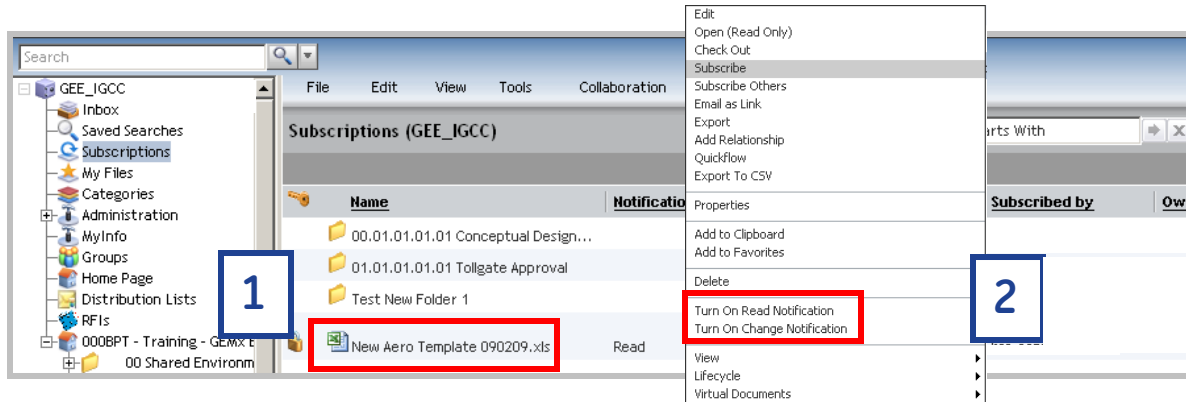 Search
GEE_IGCC
Inbox
Saved Searches
Subscriptions
My Files
Categories
Administration
MyInfo
Groups
Home Page
Distribution Lists
RFIs
000BPT - Training - GEMx E
00 Shared Environm
1
File Edit View Tools Collaboration
Subscriptions (GEE_IGCC)
arts With
Name Notificatio Subscribed by Ow
00.01.01.01.01 Conceptual Design...
01.01.01.01.01 Tollgate Approval
Test New Folder 1
New Aero Template 090209.xls Read
Edit
Open (Read Only)
Check Out
Subscribe
Subscribe Others
Email as Link
Export
Add Relationship
Quickflow
Export To CSV
Properties
Add to Clipboard
Add to Favorites
Delete
Turn On Read Notification
Turn On Change Notification
View
Lifecycle
Virtual Documents
2